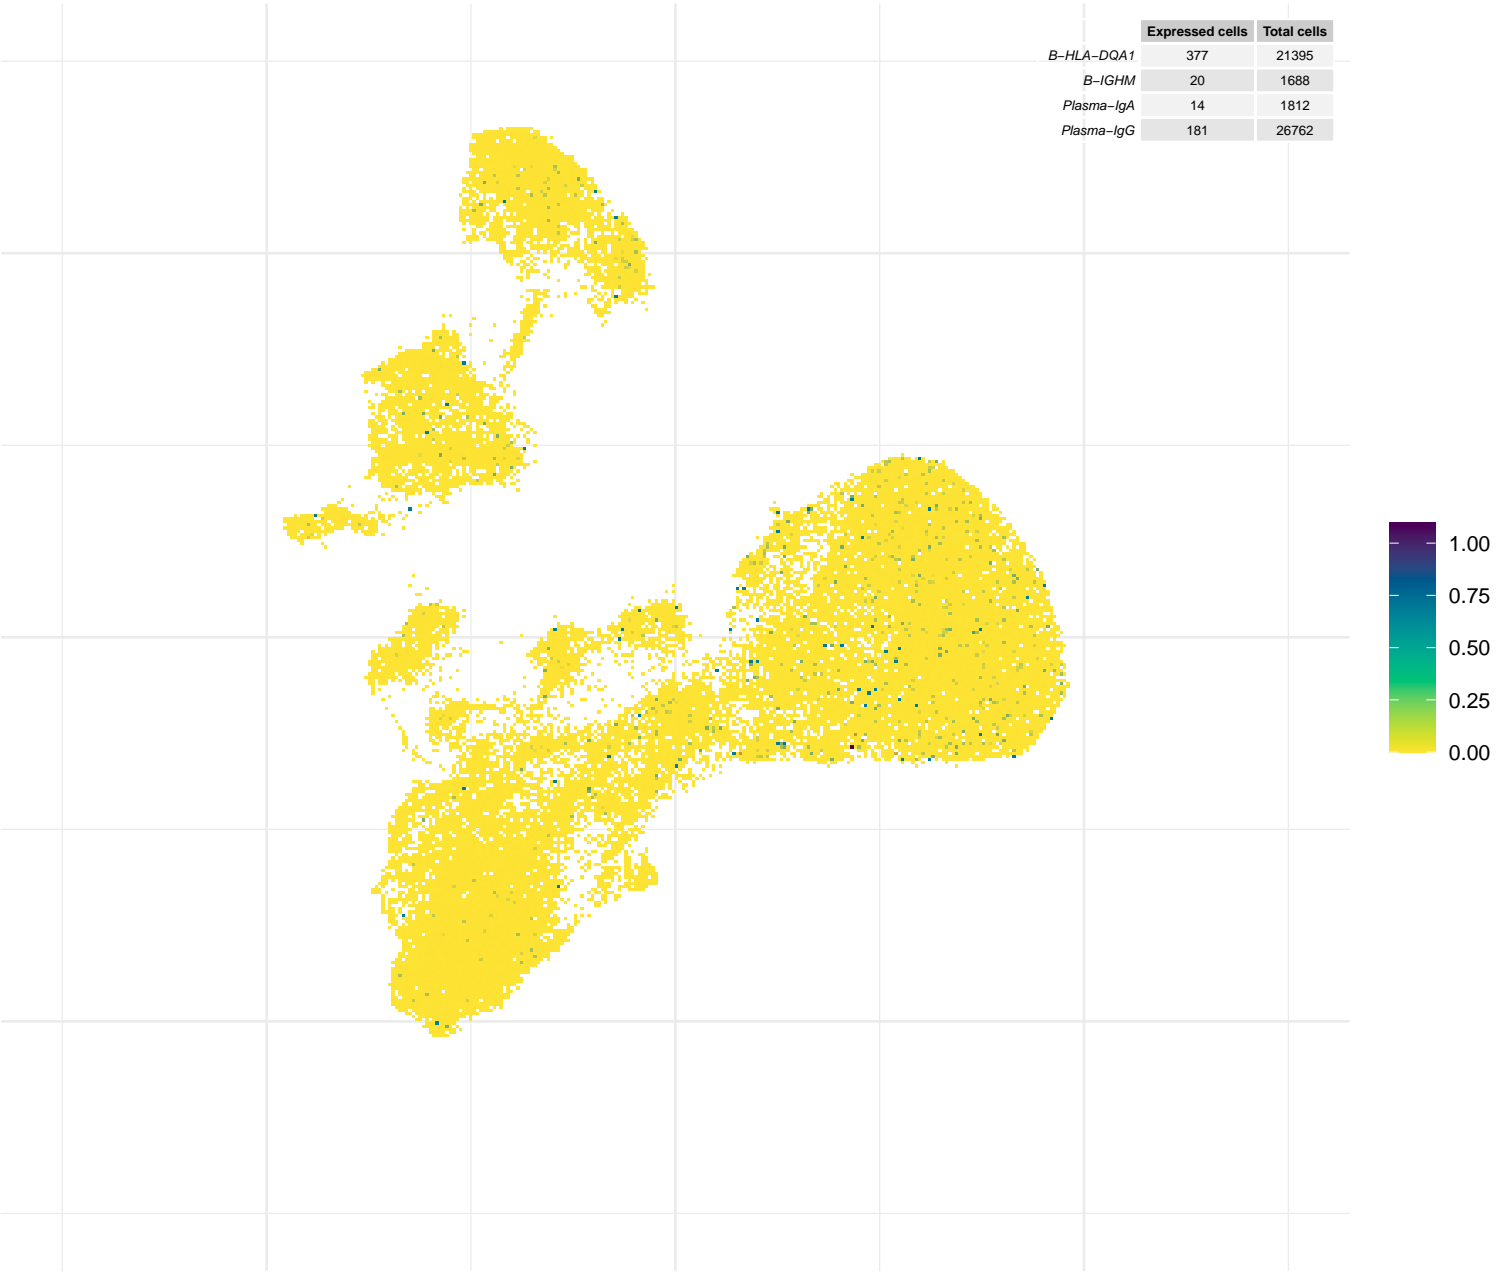 Expressed cells Total cells
B−HLA−DQA1 377 21395
B−IGHM 20 1688
Plasma−IgA 14 1812
Plasma−IgG 181 26762
1.00
0.75
0.50
0.25
0.00